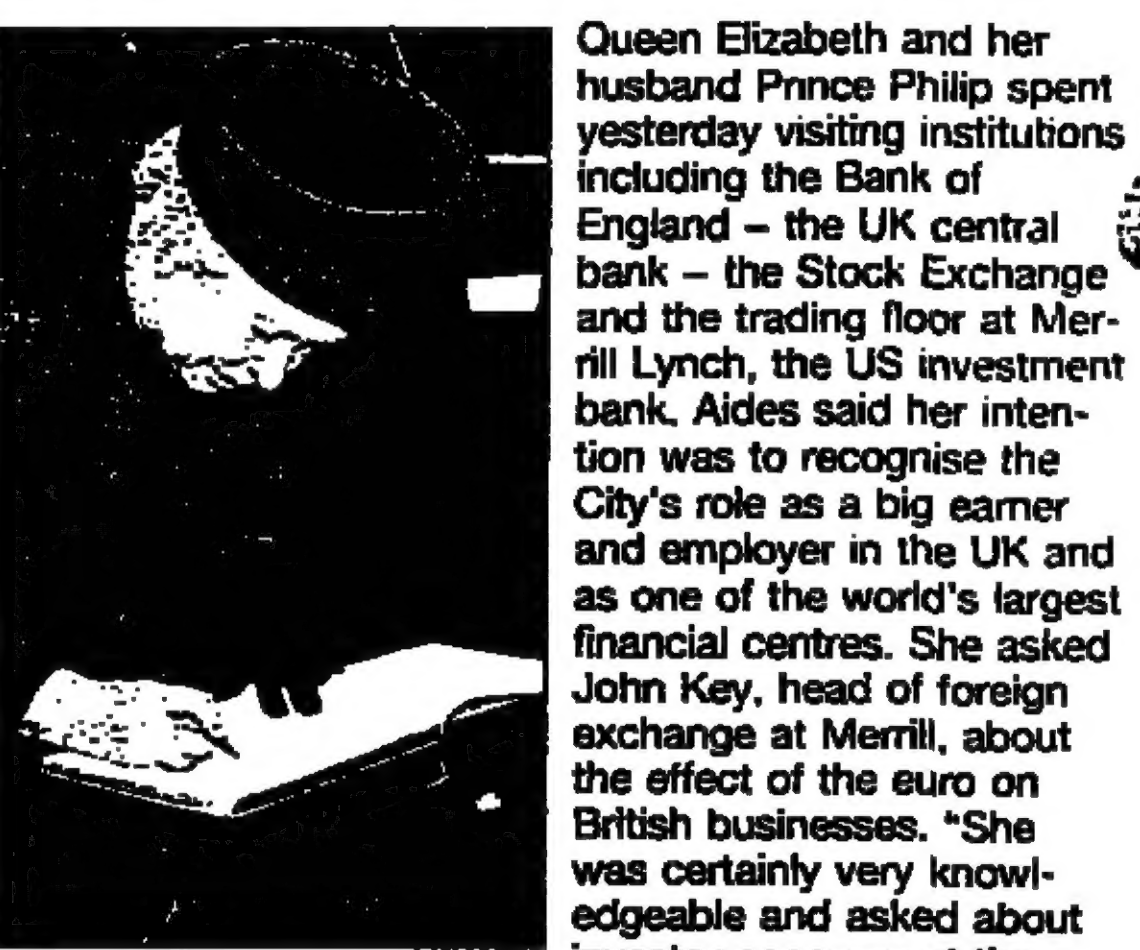 Queen Elizabeth and her
husband Prince Philip spent
yesterday visiting institutions
including the Bank of
England – the UK central
bank – the Stock Exchange
and the trading floor at Mer-
rill Lynch, the US investment
bank. Aides said her inten-
tion was to recognise the
City's role as a big earner
and employer in the UK and
as one of the world's largest
financial centres. She asked
John Key, head of foreign
exchange at Merrill, about
the effect of the euro on
British businesses. "She
was certainly very knowl-
edgeable and asked about